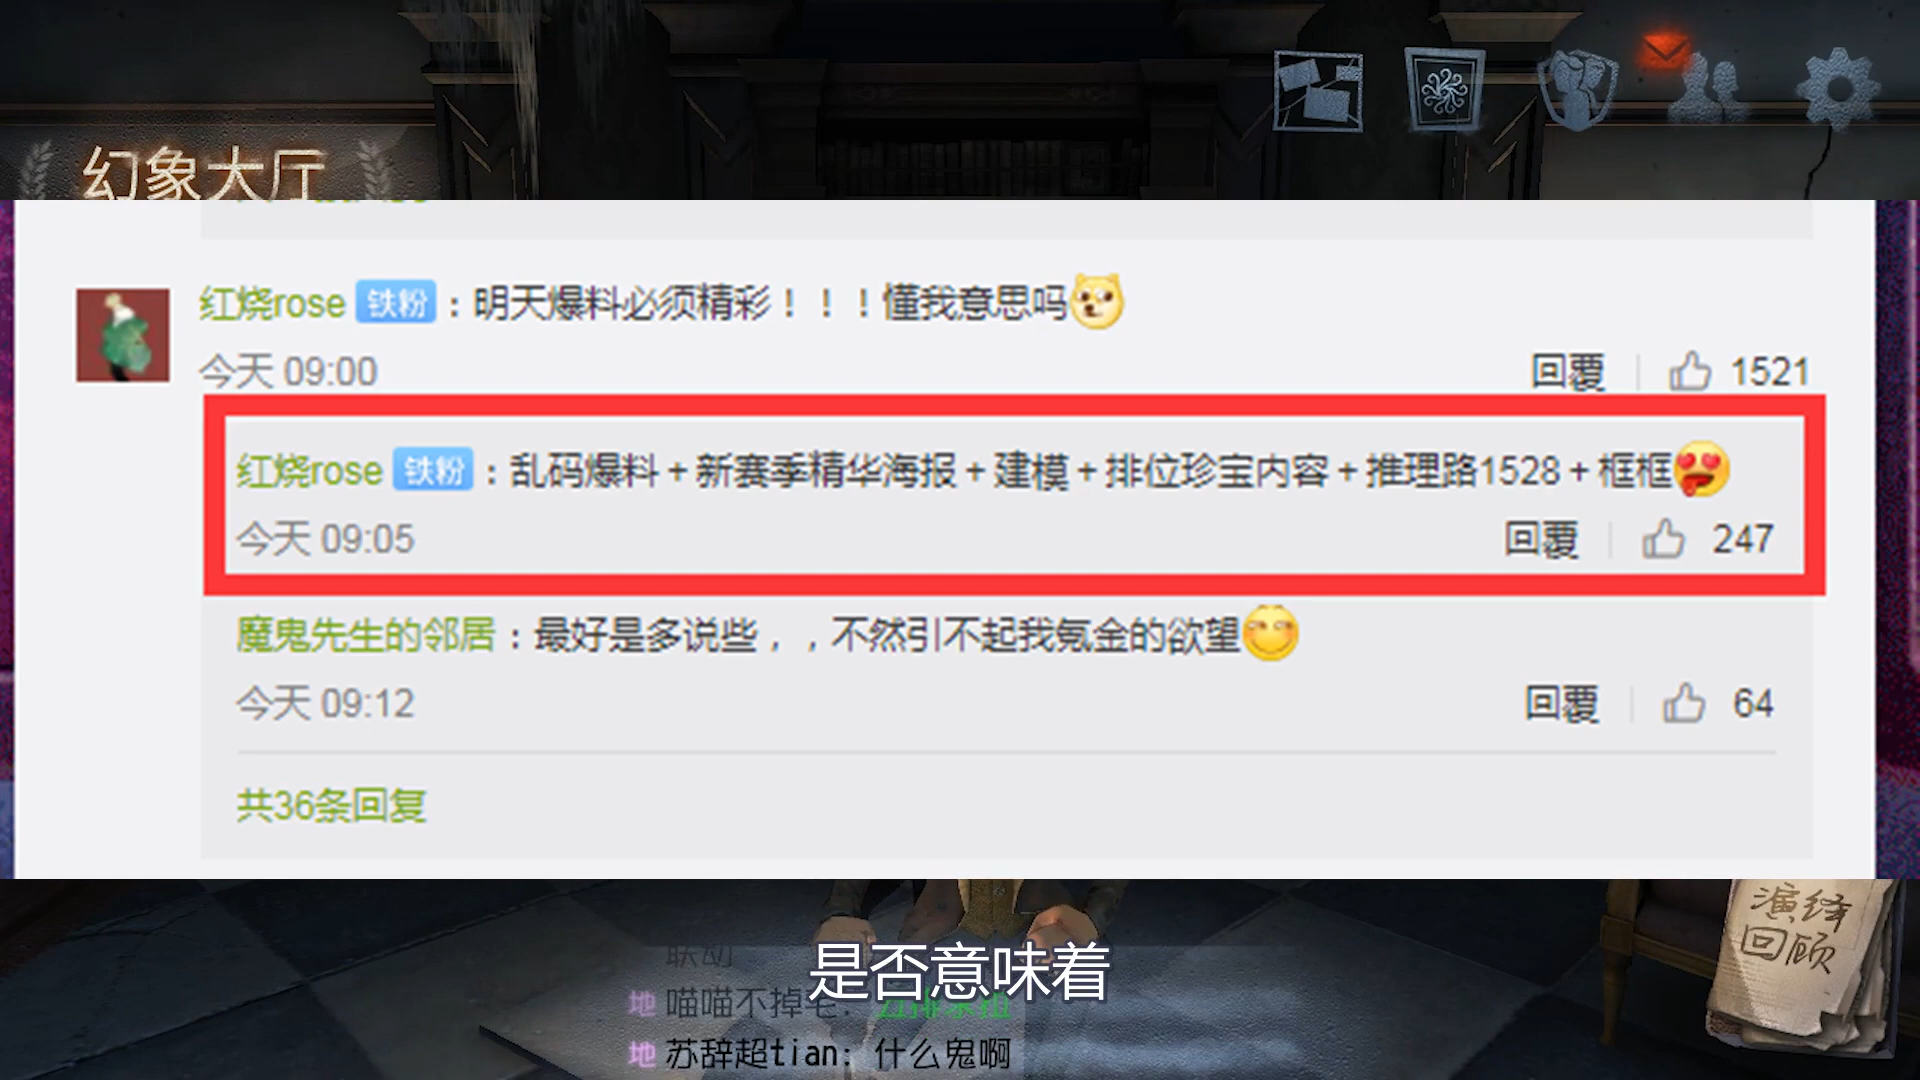 幻象大厅
红烧rose 铁粉：明天爆料必须精彩！！！懂我意思吗
今天 09:00 回覆 1521
红烧rose 铁粉：乱码爆料+新赛季精华海报+建模+排位珍宝内容+推理路1528+框框
今天 09:05 回覆 247
魔鬼先生的邻居：最好是多说些，，不然引不起我氪金的欲望
今天 09:12 回覆 64
共36条回复
演绎
回顾
联动
是否意味着
地 喵喵不掉毛：
地 苏辞超tian：什么鬼啊